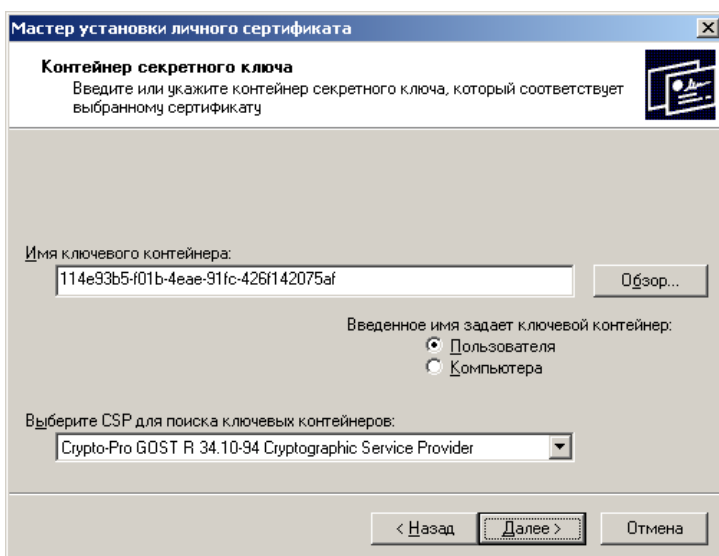 Мастер установки личного сертификата
Контейнер секретного ключа
Введите или укажите контейнер секретного ключа, который соответствует
выбранному сертификату
Имя ключевого контейнера:
114e93b5-f01b-4eae-91fc-426f142075af
Обзор...
Введенное имя задает ключевой контейнер:
Пользователя
Компьютера
Выберите CSP для поиска ключевых контейнеров:
Crypto-Pro GOST R 34.10-94 Cryptographic Service Provider
< Назад
Далее >
Отмена